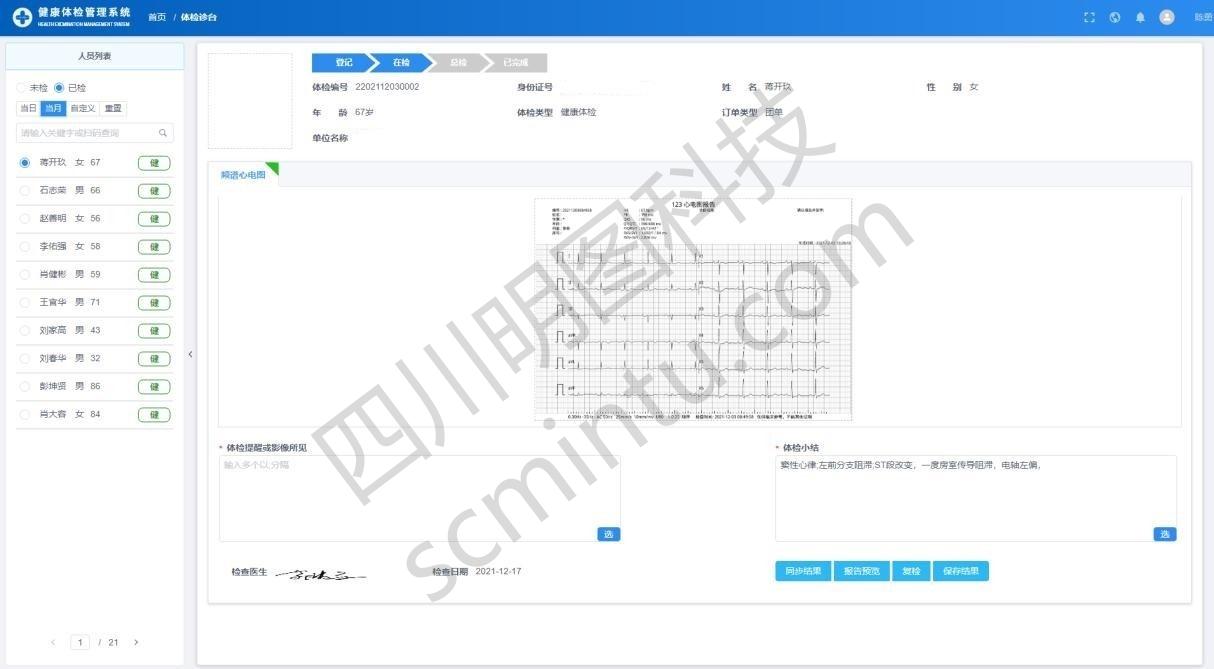 健康体检管理系统
HEALTH EXMINATION MANAGEMENT SYSTEM
首页 / 体检诊台
人员列表
未检 已检
当日 当月 自定义 重置
请输入关键字或扫码查询
蒋开玖 女 67 健
石志荣 男 66 健
赵善明 女 56 健
李佑强 女 58 健
肖健彬 男 59 健
王官华 男 71 健
刘家高 男 43 健
刘春华 男 32 健
彭坤贤 男 86 健
肖大容 女 84 健
1 / 21
登记 在检 总检 已完成
体检编号 2202112030002 身份证号 姓 名 蒋开玖 性 别 女
年 龄 67岁 体检类型 健康体检 订单类型 团单
单位名称
频谱心电图
123 心电图报告
* 体检提醒或影像所见
输入多个以;分隔
选
* 体检小结
窦性心律;左前分支阻滞;ST段改变，一度房室传导阻滞，电轴左偏，
选
检查医生 检查日期 2021-12-17
同步结果 报告预览 复检 保存结果
四川明图科技
scmintu.com